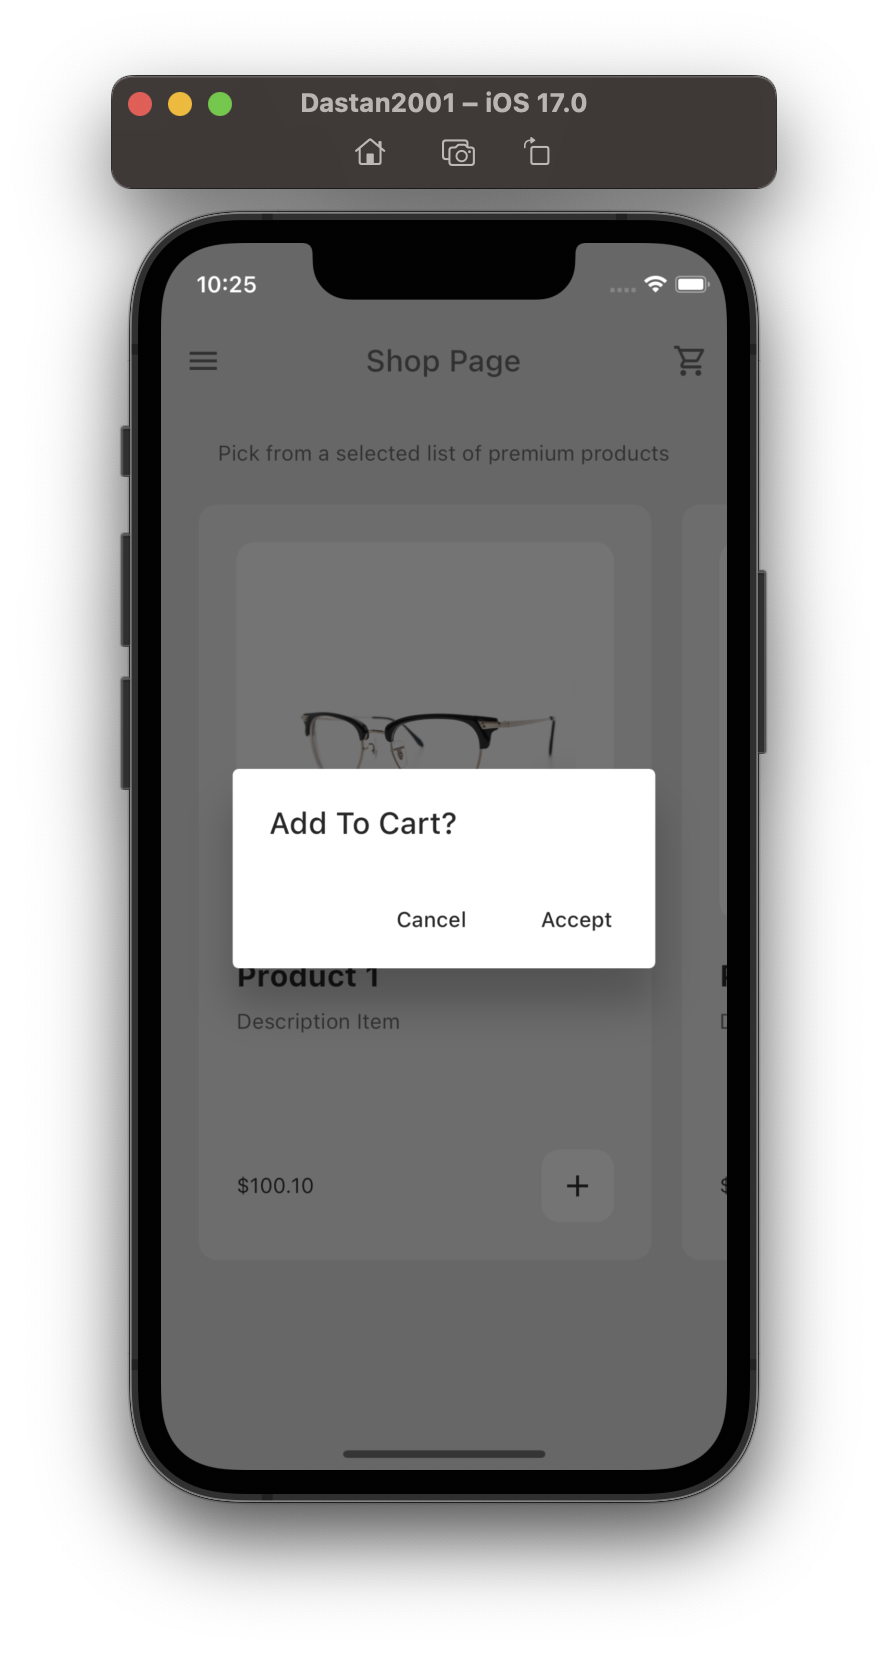 Dastan2001 – iOS 17.0
10:25
Shop Page
Pick from a selected list of premium products
Add To Cart?
Cancel Accept
Product 1
Description Item
$100.10